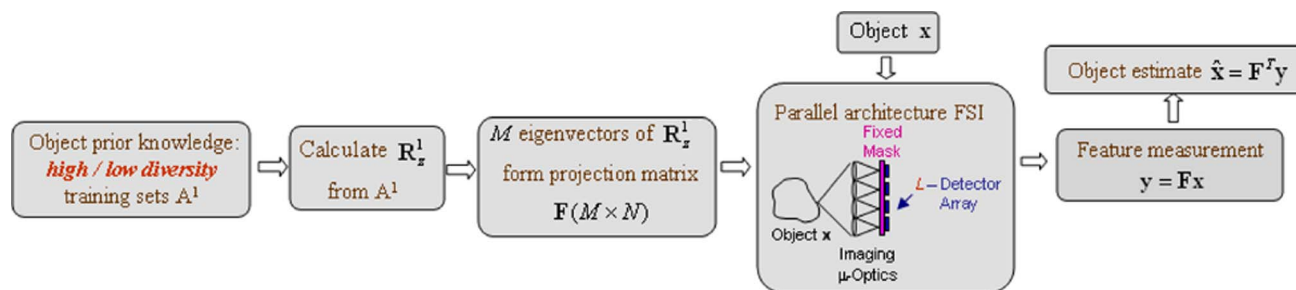 Object prior knowledge:
high / low diversity
training sets A¹
Calculate R¹ₓ
from A¹
M eigenvectors of R¹ₓ
form projection matrix
F(M × N)
Object x
Parallel architecture FSI
Fixed
Mask
L – Detector
Array
Object x
Imaging
μ-Optics
Feature measurement
y = Fx
Object estimate x̂ = Fᵀy